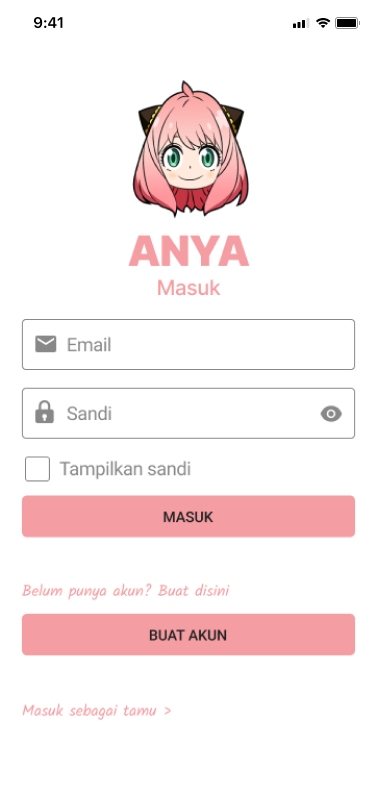 9:41
ANYA
Masuk
Email
Sandi
Tampilkan sandi
MASUK
Belum punya akun? Buat disini
BUAT AKUN
Masuk sebagai tamu >